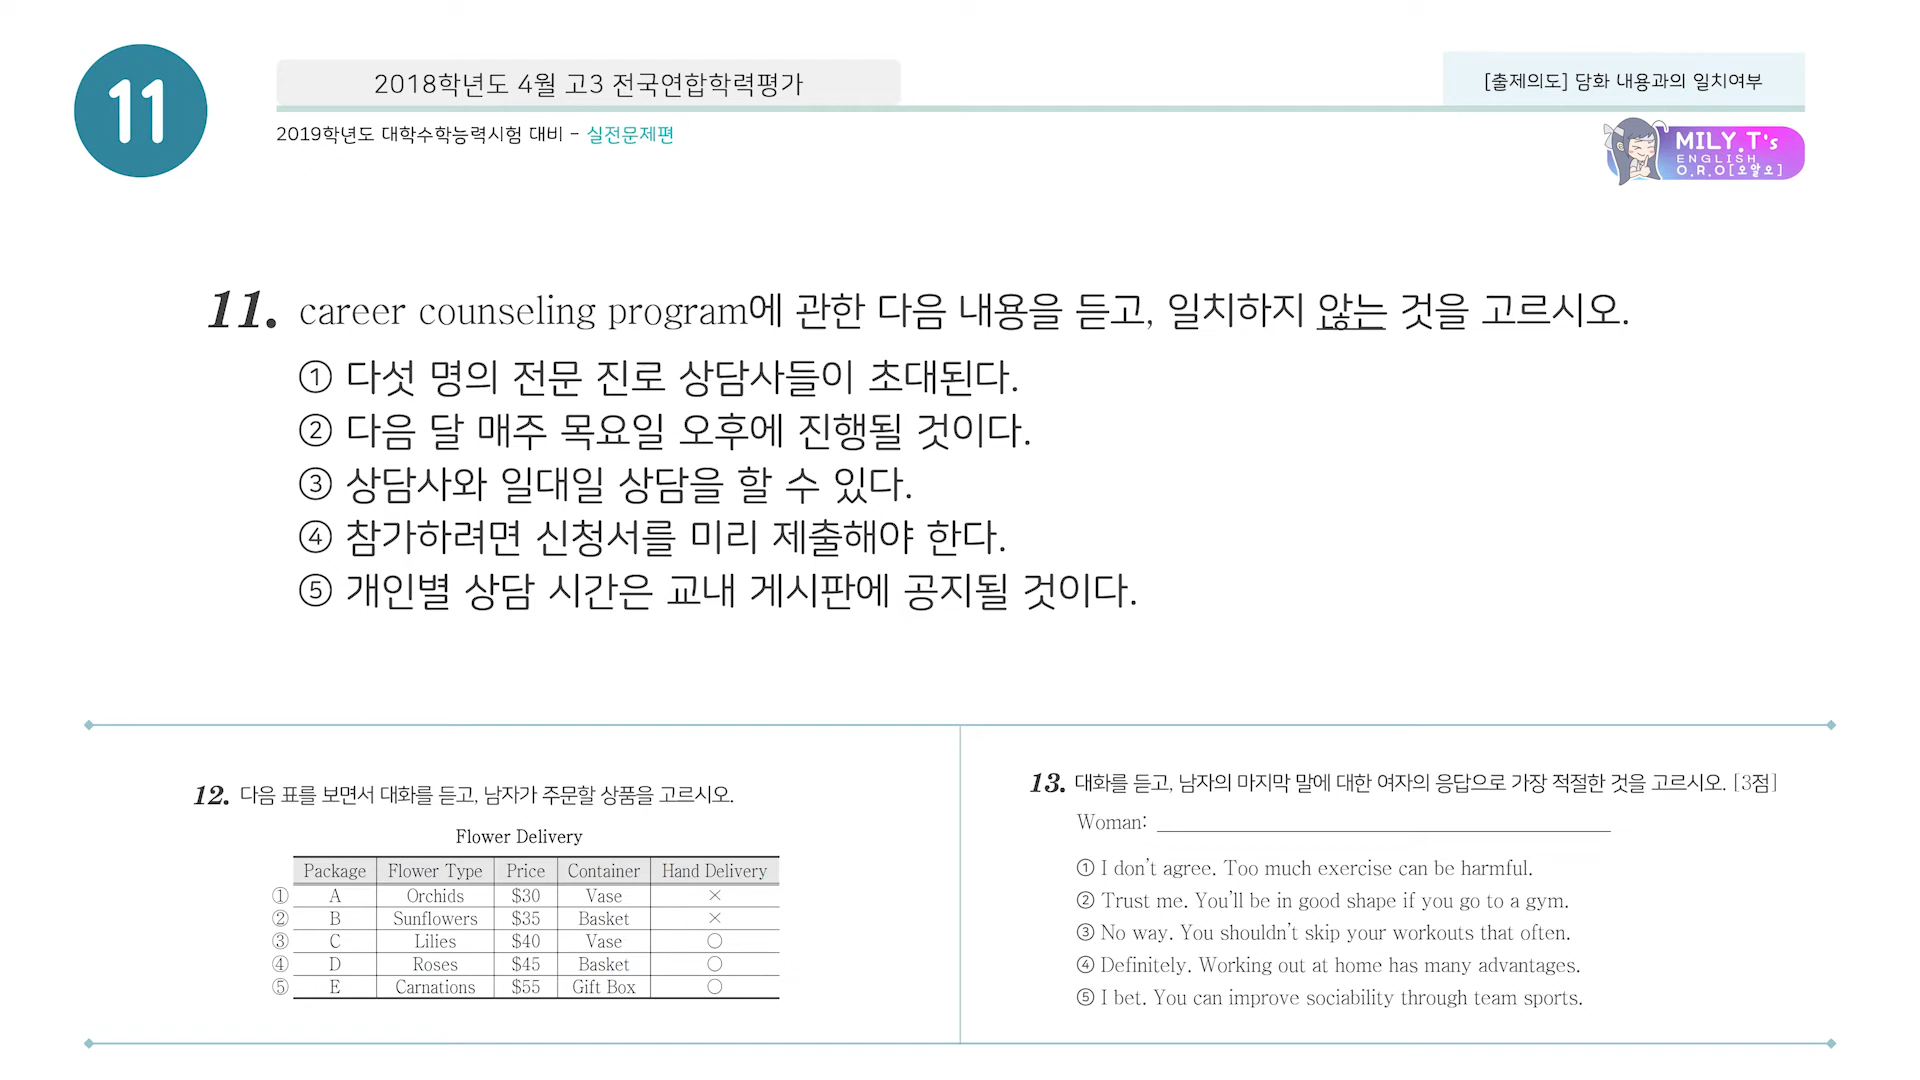 11
2018학년도 4월 고3 전국연합학력평가
[출제의도] 담화 내용과의 일치여부
2019학년도 대학수학능력시험 대비 - 실전문제편
MILY.T's
ENGLISH
O.R.O[오알오]
11. career counseling program에 관한 다음 내용을 듣고, 일치하지 않는 것을 고르시오.
① 다섯 명의 전문 진로 상담사들이 초대된다.
② 다음 달 매주 목요일 오후에 진행될 것이다.
③ 상담사와 일대일 상담을 할 수 있다.
④ 참가하려면 신청서를 미리 제출해야 한다.
⑤ 개인별 상담 시간은 교내 게시판에 공지될 것이다.
12. 다음 표를 보면서 대화를 듣고, 남자가 주문할 상품을 고르시오.
Flower Delivery
Package Flower Type Price Container Hand Delivery
① A Orchids $30 Vase ×
② B Sunflowers $35 Basket ×
③ C Lilies $40 Vase ○
④ D Roses $45 Basket ○
⑤ E Carnations $55 Gift Box ○
13. 대화를 듣고, 남자의 마지막 말에 대한 여자의 응답으로 가장 적절한 것을 고르시오. [3점]
Woman:
① I don't agree. Too much exercise can be harmful.
② Trust me. You'll be in good shape if you go to a gym.
③ No way. You shouldn't skip your workouts that often.
④ Definitely. Working out at home has many advantages.
⑤ I bet. You can improve sociability through team sports.